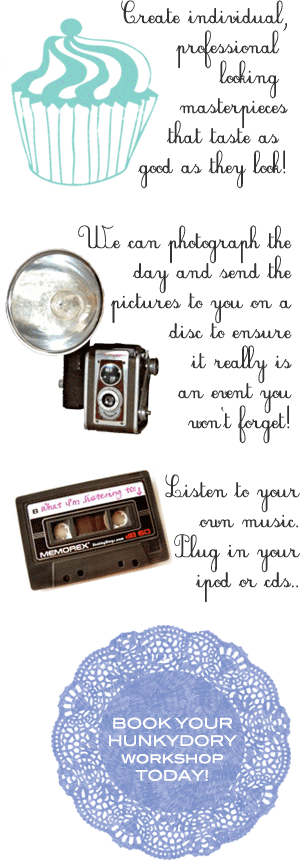 Create individual,
professional
looking
masterpieces
that taste as
good as they look!
We can photograph the
day and send the
pictures to you on a
disc to ensure
it really is
an event you
won't forget!
What I'm listening to
MEMOREX
dB 60
Listen to your
own music.
Plug in your
ipod or cds..
BOOK YOUR
HUNKYDORY
WORKSHOP
TODAY!